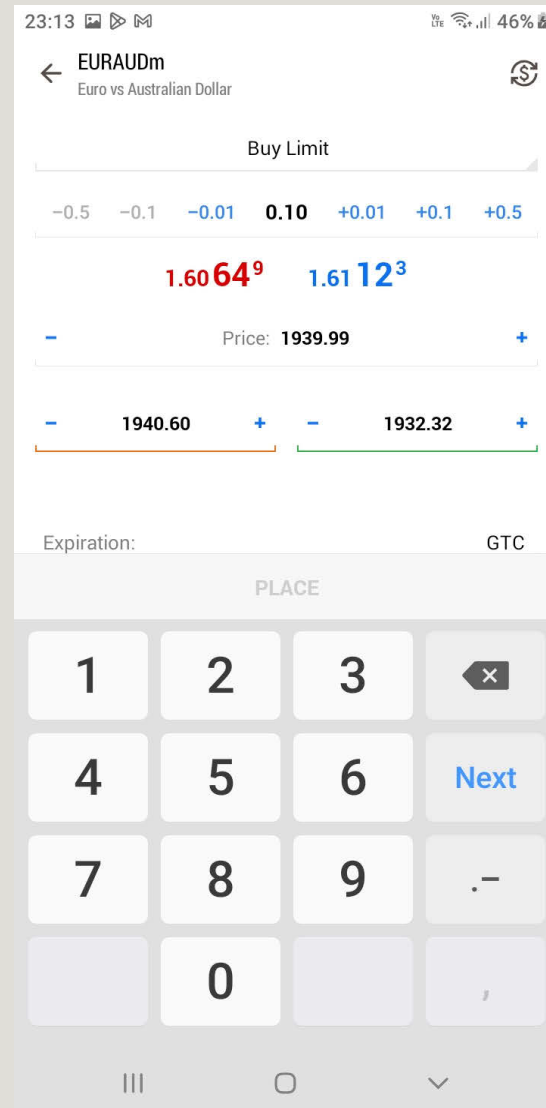 23:13 Vo LTE 46%
EURAUDm
Euro vs Australian Dollar
Buy Limit
−0.5 −0.1 −0.01 0.10 +0.01 +0.1 +0.5
1.60649 1.61123
− Price: 1939.99 +
− 1940.60 + − 1932.32 +
Expiration: GTC
PLACE
1 2 3
4 5 6 Next
7 8 9 .−
0 ,